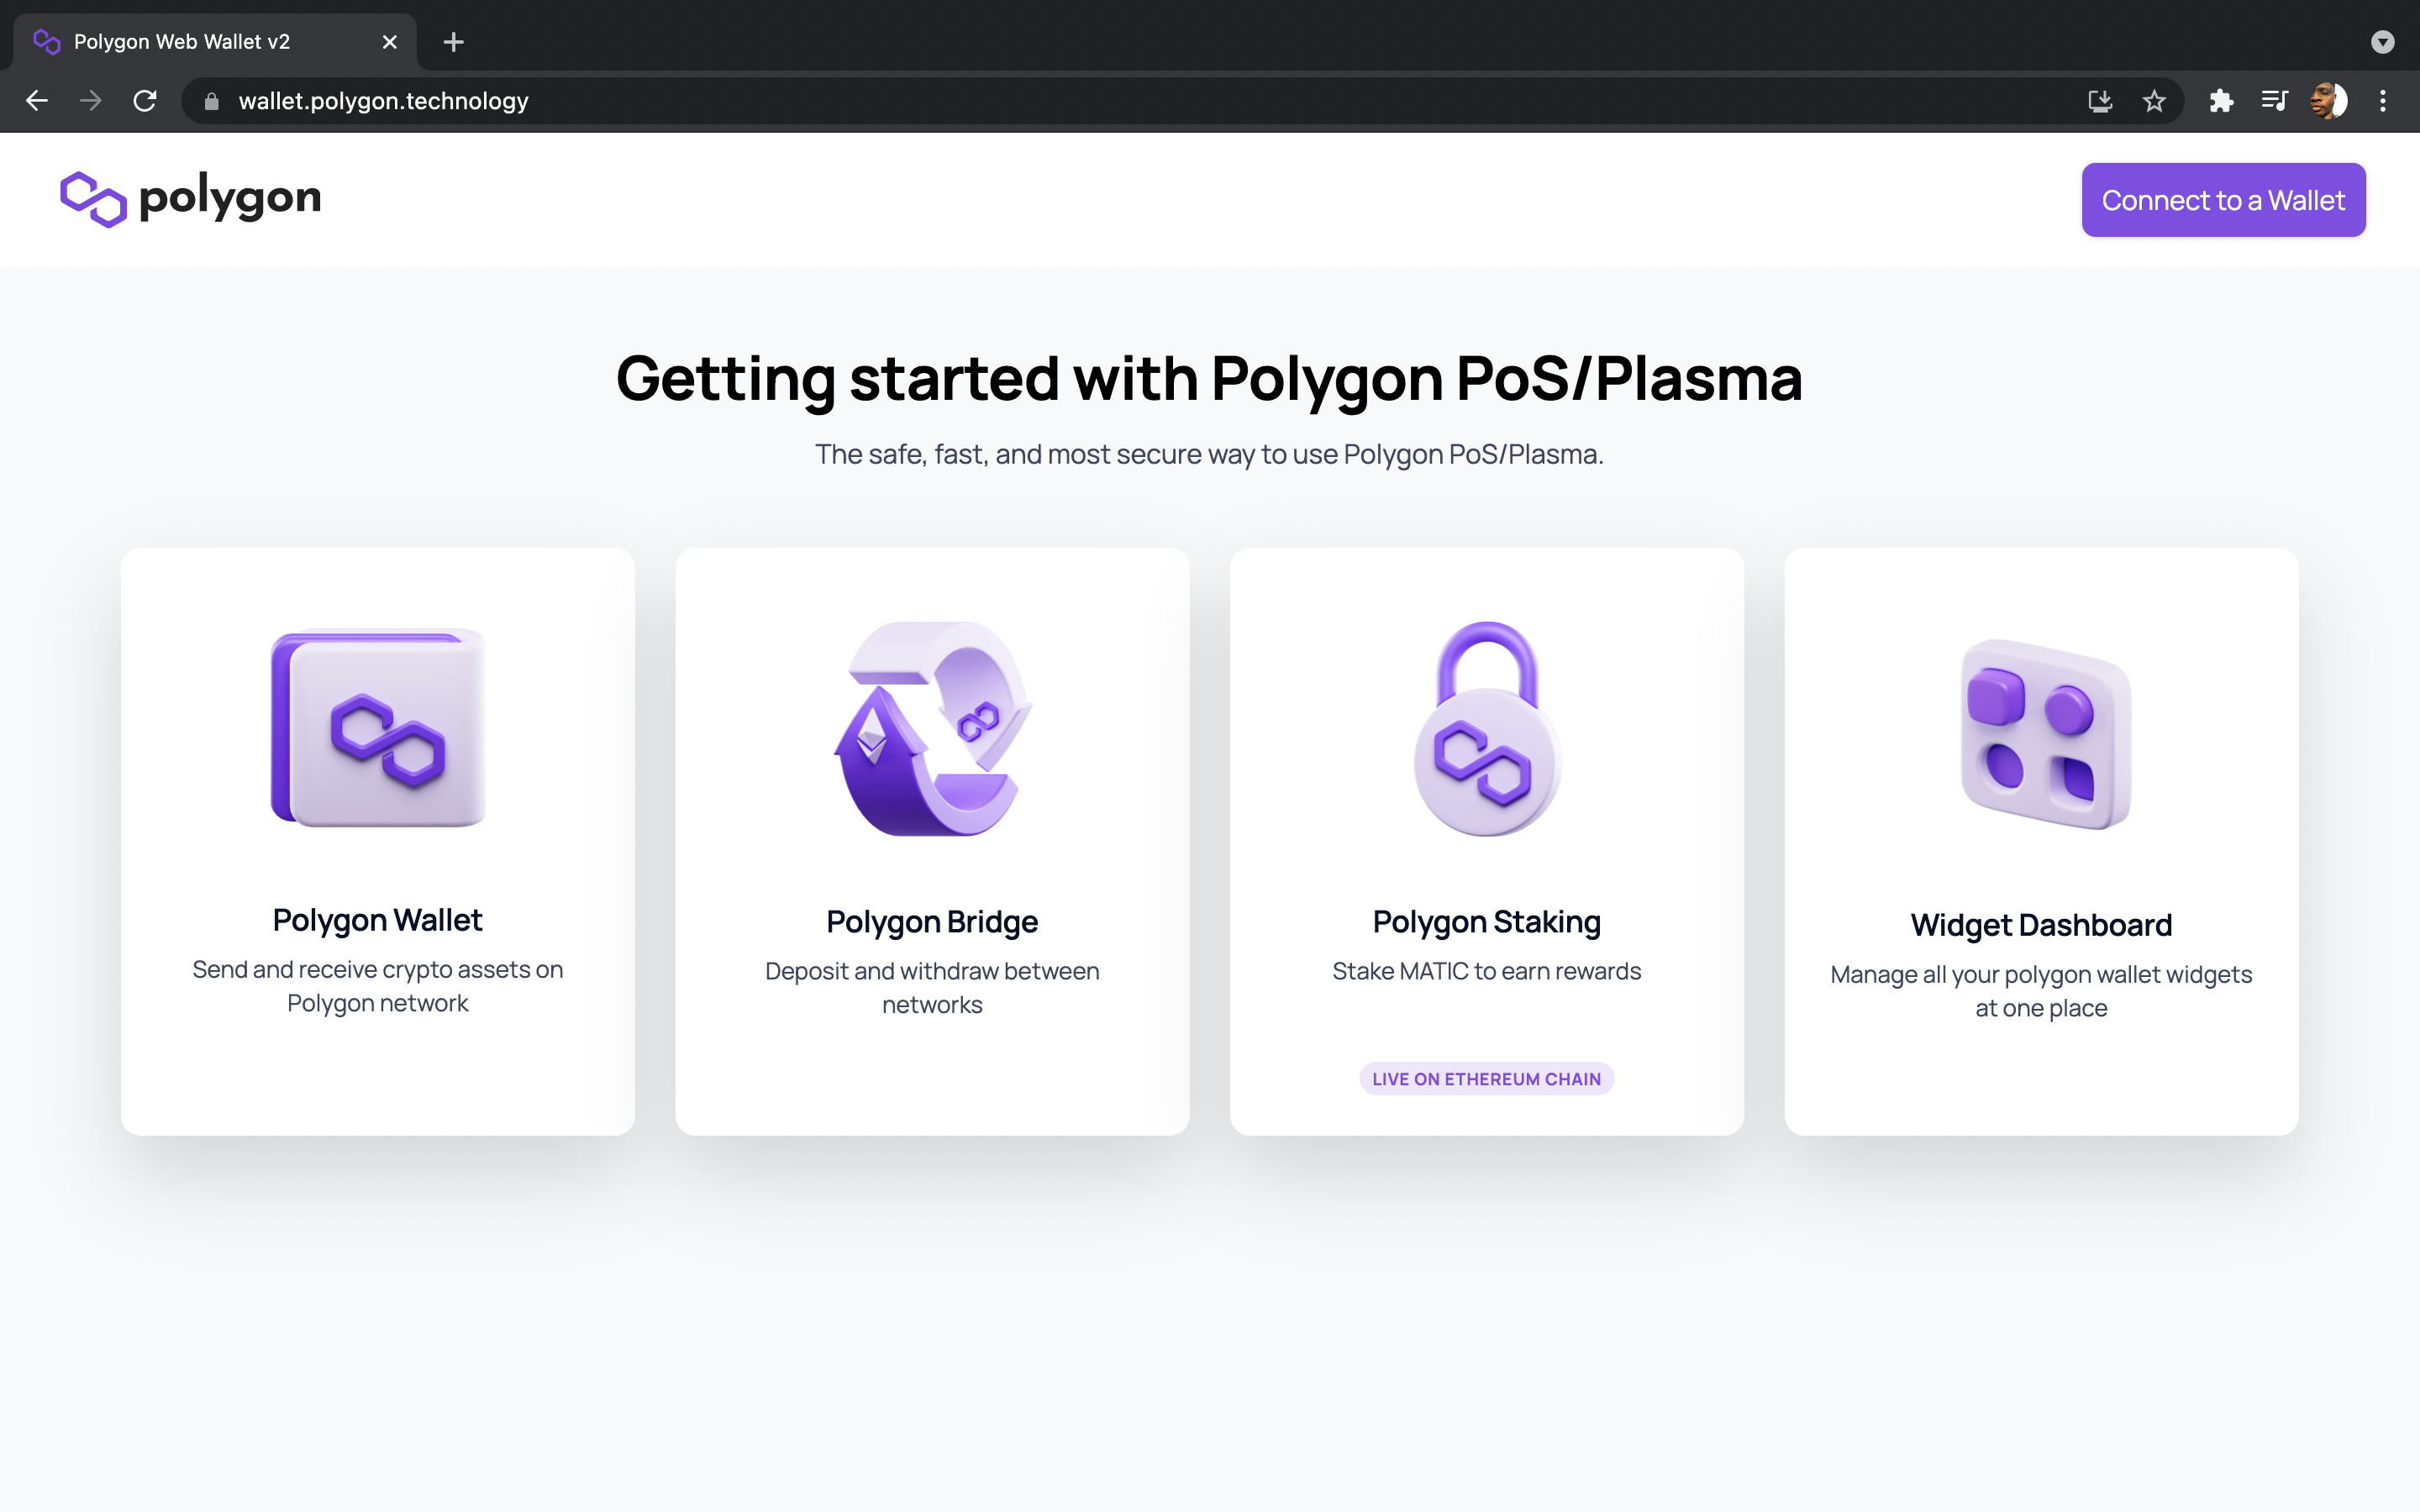 Polygon Web Wallet v2
wallet.polygon.technology
polygon
Connect to a Wallet
Getting started with Polygon PoS/Plasma
The safe, fast, and most secure way to use Polygon PoS/Plasma.
Polygon Wallet
Send and receive crypto assets on
Polygon network
Polygon Bridge
Deposit and withdraw between
networks
Polygon Staking
Stake MATIC to earn rewards
LIVE ON ETHEREUM CHAIN
Widget Dashboard
Manage all your polygon wallet widgets
at one place